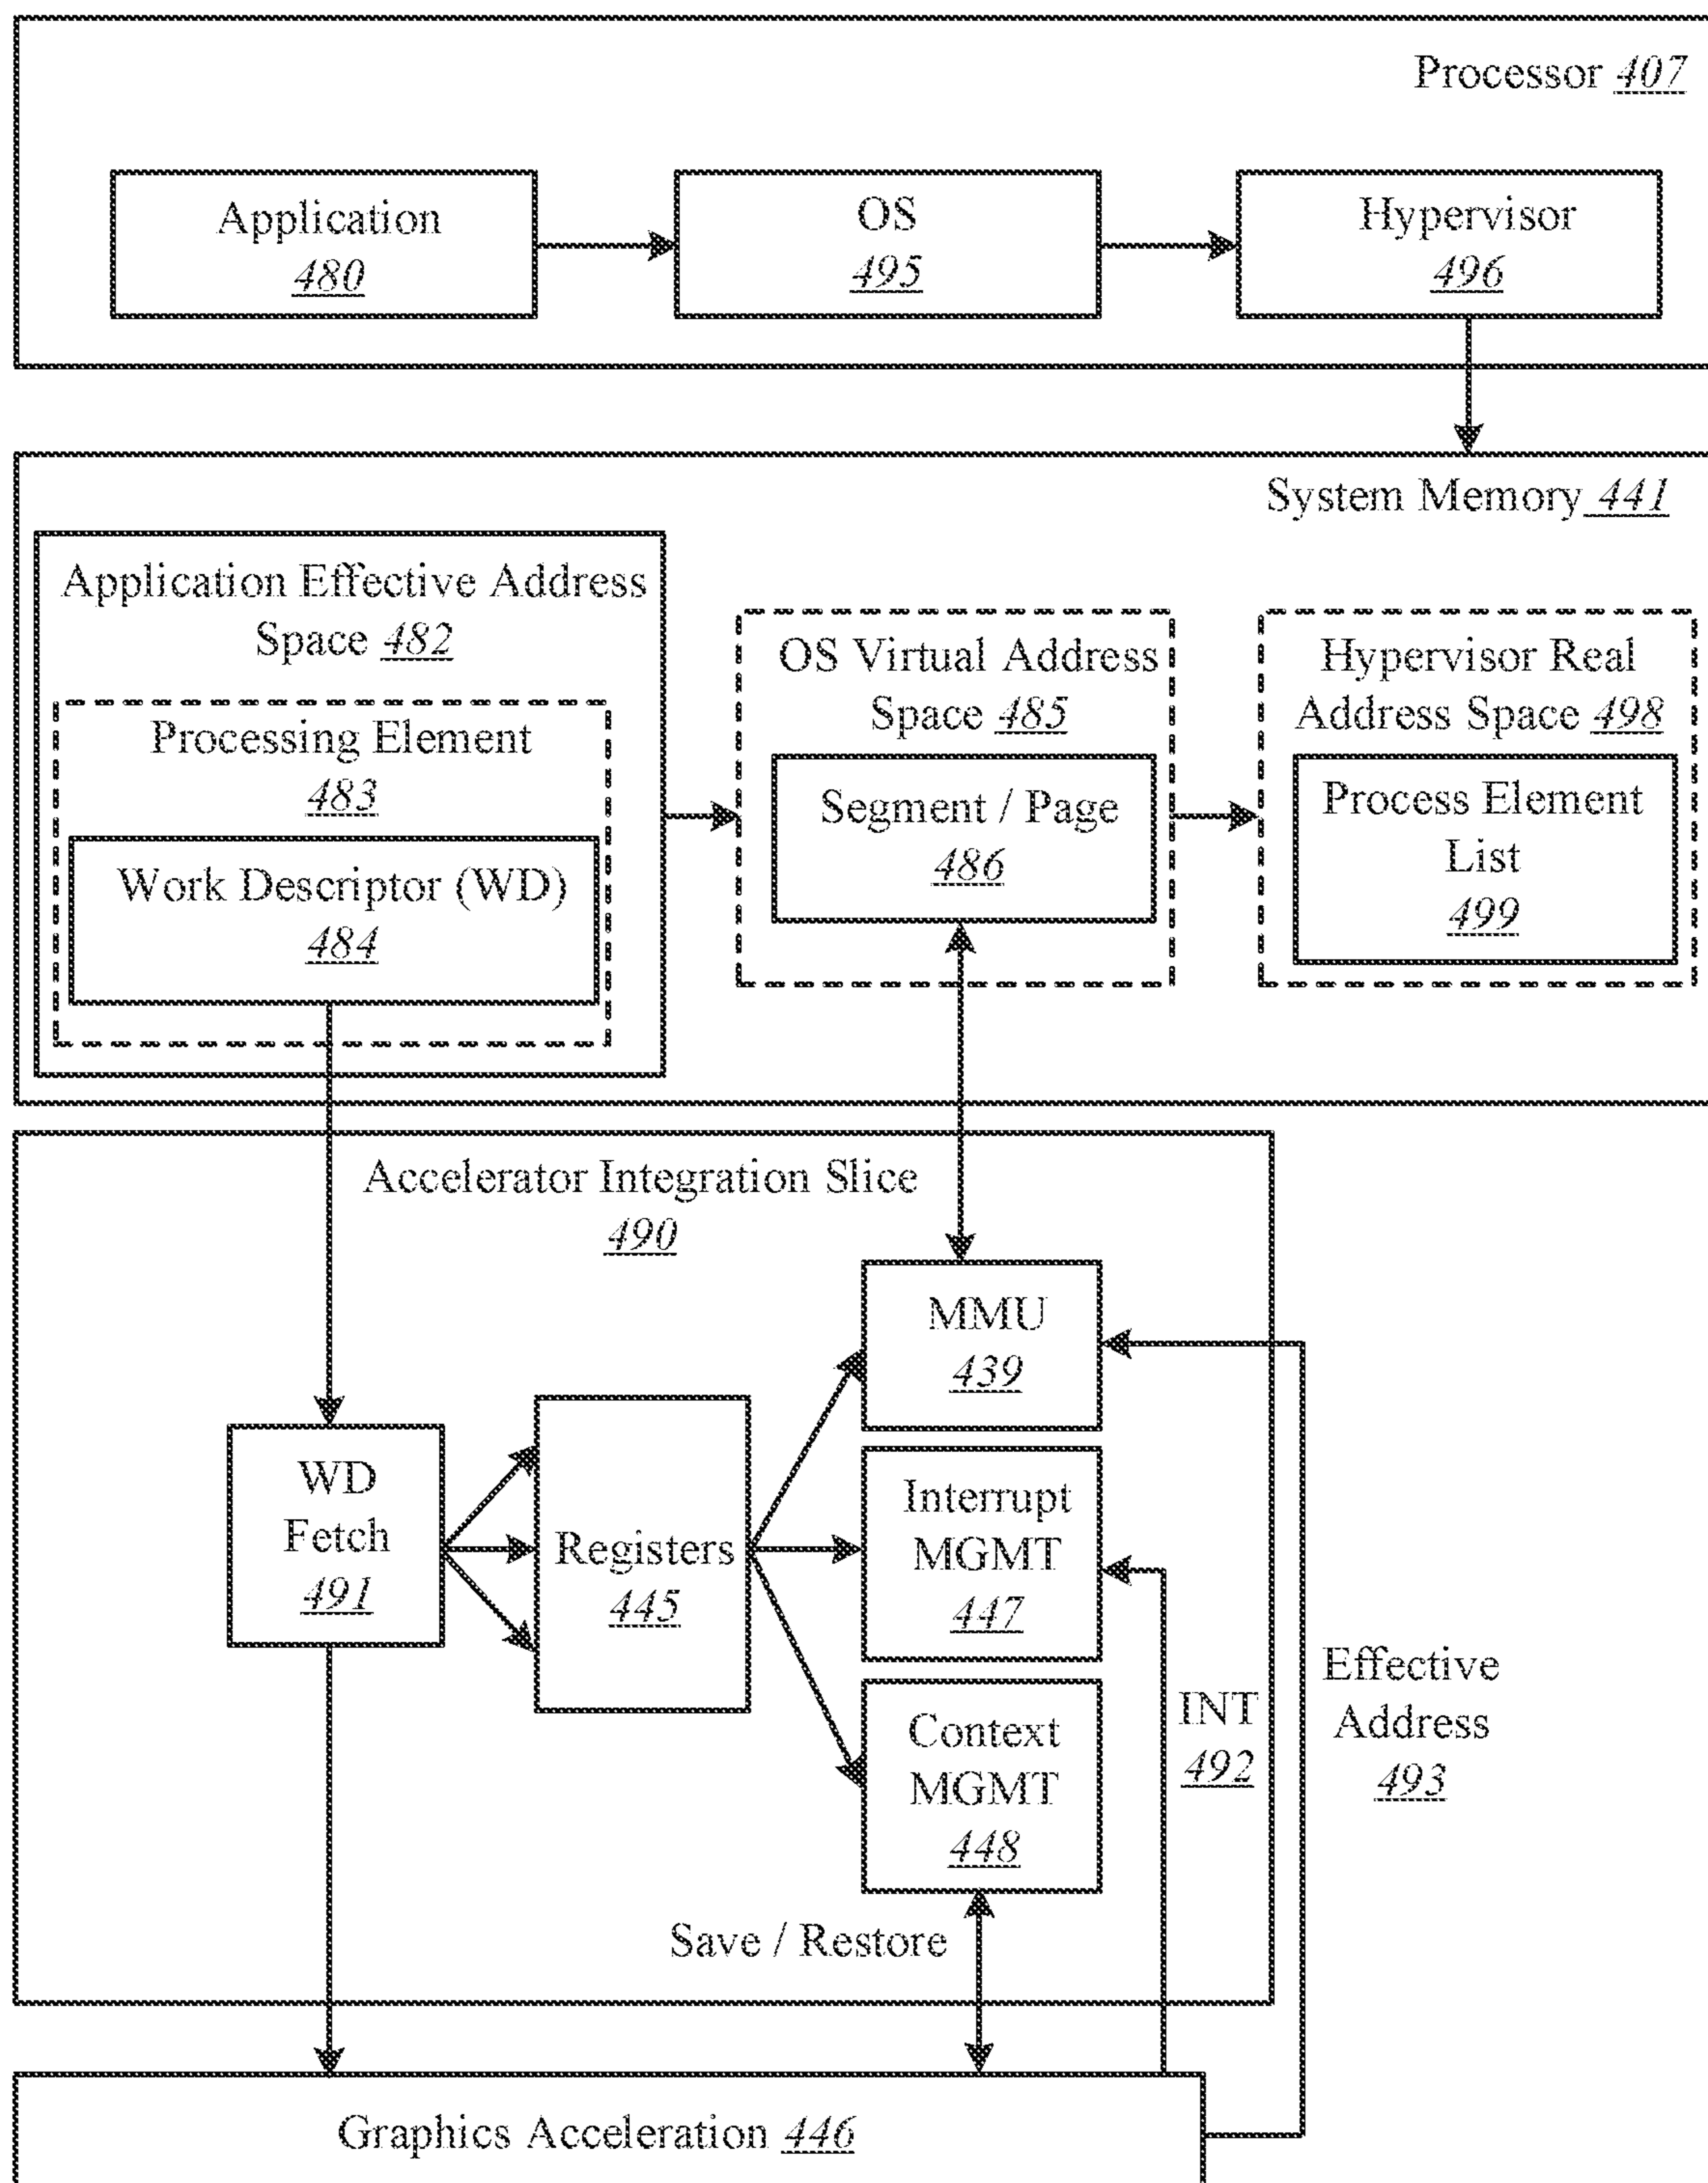 Processor 407
Application
480
OS
495
Hypervisor
496
System Memory 441
Application Effective Address
Space 482
Processing Element
483
Work Descriptor (WD)
484
OS Virtual Address
Space 485
Segment / Page
486
Hypervisor Real
Address Space 498
Process Element
List
499
Accelerator Integration Slice
490
MMU
439
WD
Fetch
491
Registers
445
Interrupt
MGMT
447
Context
MGMT
448
INT
492
Effective
Address
493
Save / Restore
Graphics Acceleration 446